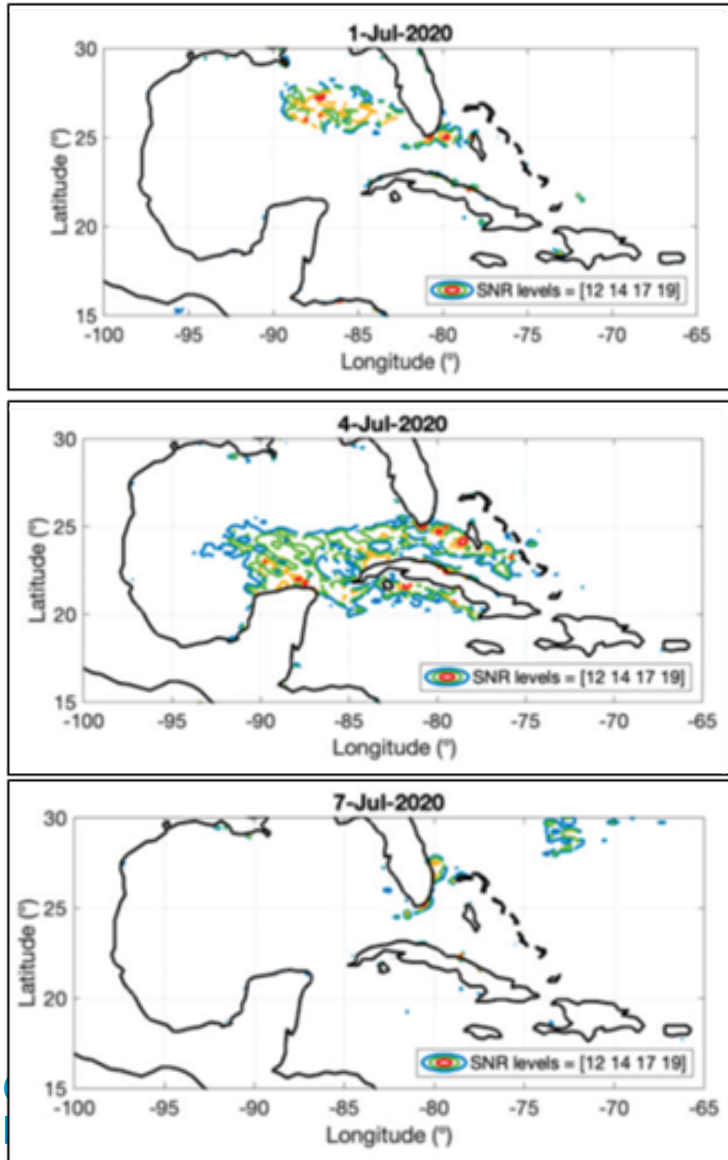 1-Jul-2020
30
25
20
15
Latitude (°)
SNR levels = [12 14 17 19]
-100 -95 -90 -85 -80 -75 -70 -65
Longitude (°)
4-Jul-2020
30
25
20
15
Latitude (°)
SNR levels = [12 14 17 19]
-100 -95 -90 -85 -80 -75 -70 -65
Longitude (°)
7-Jul-2020
30
25
20
15
Latitude (°)
SNR levels = [12 14 17 19]
-100 -95 -90 -85 -80 -75 -70 -65
Longitude (°)